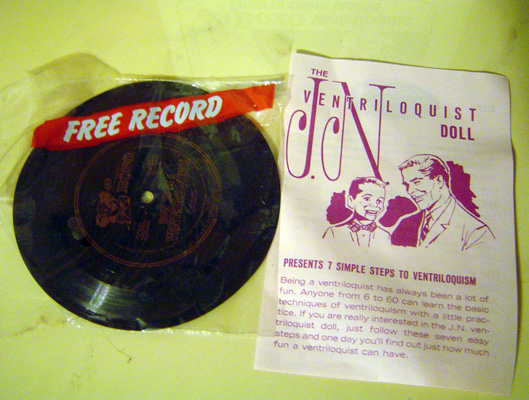 FREE RECORD
THE
J.N
VENTRILOQUIST
DOLL
PRESENTS 7 SIMPLE STEPS TO VENTRILOQUISM
Being a ventriloquist has always been a lot of
fun. Anyone from 6 to 60 can learn the basic
techniques of ventriloquism with a little prac-
tice. If you are really interested in the J.N. ven-
triloquist doll, just follow these seven easy
steps and one day you'll find out just how much
fun a ventriloquist can have.